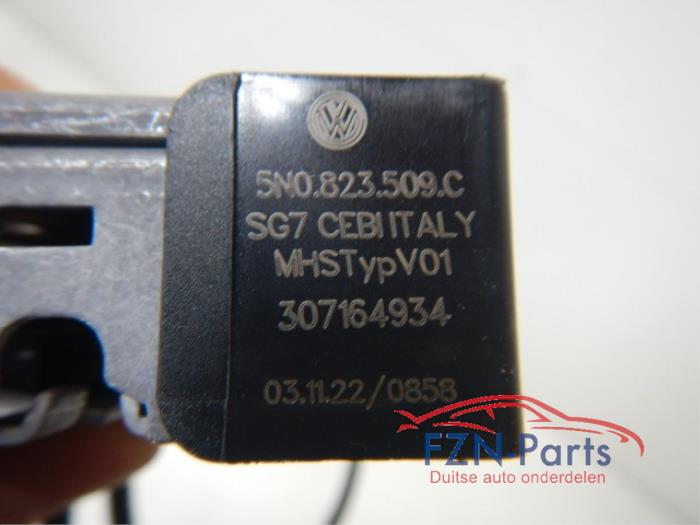 5N0.823.509.C
SG7 CEBI ITALY
MHSTypV01
307164934
03.11.22/0858
FZN-Parts
Duitse auto onderdelen